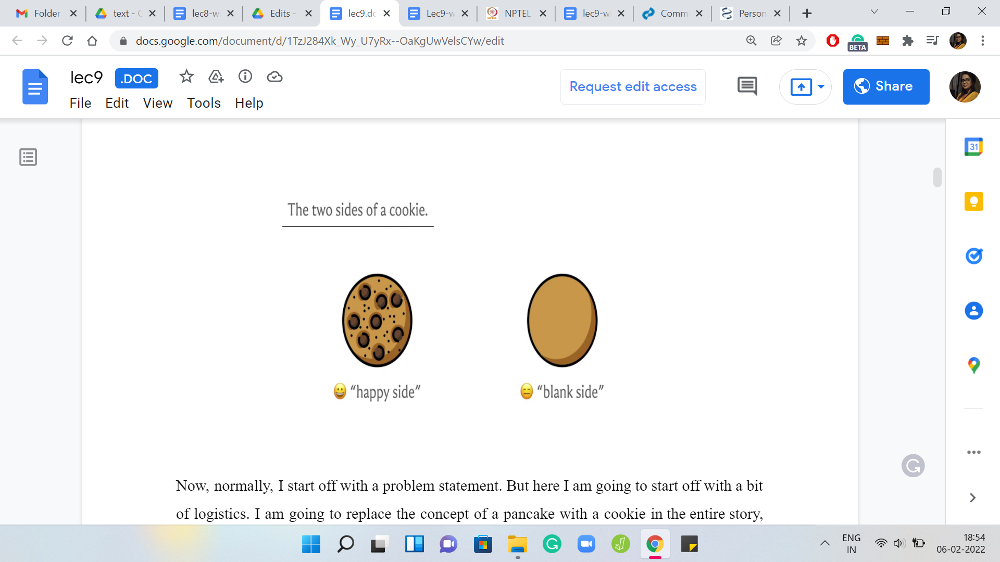 Folder
text - G
lec8-wi
Edits -
lec9.dc
Lec9-w
NPTEL
lec9-wi
Comm
Person
docs.google.com/document/d/1TzJ284Xk_Wy_U7yRx--OaKgUwVelsCYw/edit
BETA
lec9
.DOC
Request edit access
Share
File Edit View Tools Help
31
The two sides of a cookie.
"happy side"
"blank side"
Now, normally, I start off with a problem statement. But here I am going to start off with a bit
of logistics. I am going to replace the concept of a pancake with a cookie in the entire story,
ENG
IN
18:54
06-02-2022